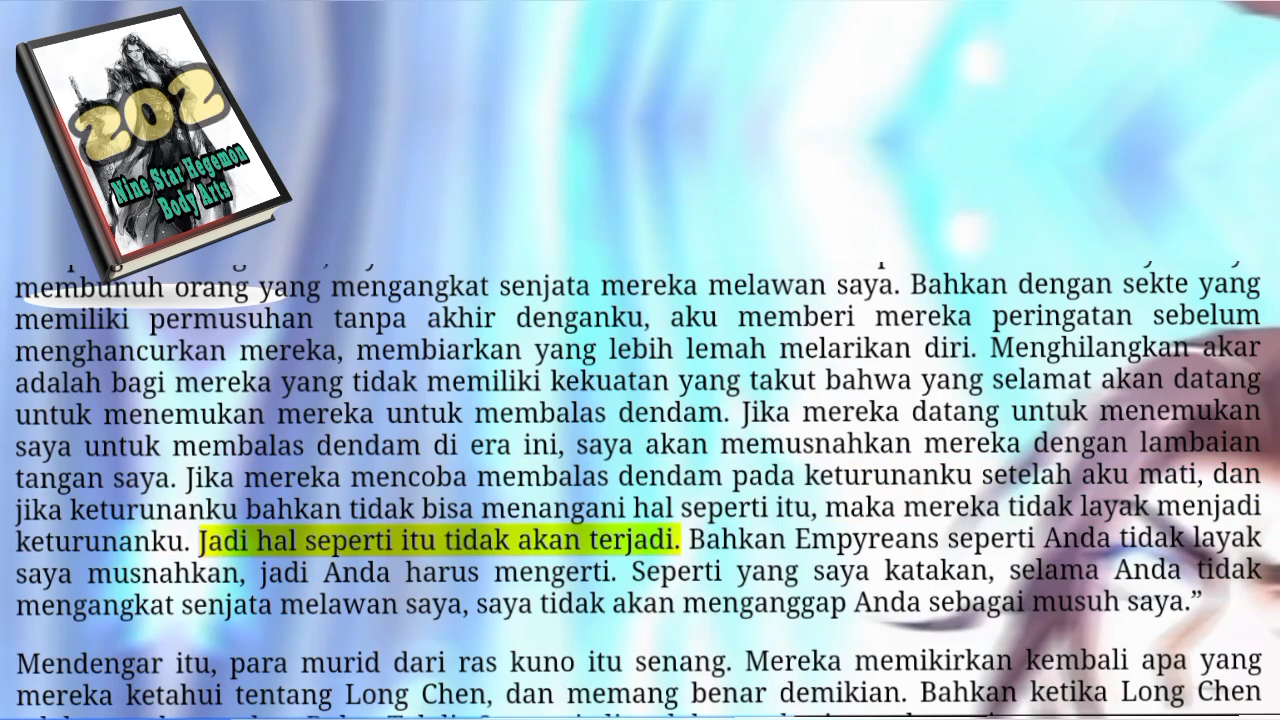 202
Nine Star Hegemon
Body Arts
membunuh orang yang mengangkat senjata mereka melawan saya. Bahkan dengan sekte yang
memiliki permusuhan tanpa akhir denganku, aku memberi mereka peringatan sebelum
menghancurkan mereka, membiarkan yang lebih lemah melarikan diri. Menghilangkan akar
adalah bagi mereka yang tidak memiliki kekuatan yang takut bahwa yang selamat akan datang
untuk menemukan mereka untuk membalas dendam. Jika mereka datang untuk menemukan
saya untuk membalas dendam di era ini, saya akan memusnahkan mereka dengan lambaian
tangan saya. Jika mereka mencoba membalas dendam pada keturunanku setelah aku mati, dan
jika keturunanku bahkan tidak bisa menangani hal seperti itu, maka mereka tidak layak menjadi
keturunanku. Jadi hal seperti itu tidak akan terjadi. Bahkan Empyreans seperti Anda tidak layak
saya musnahkan, jadi Anda harus mengerti. Seperti yang saya katakan, selama Anda tidak
mengangkat senjata melawan saya, saya tidak akan menganggap Anda sebagai musuh saya.”
Mendengar itu, para murid dari ras kuno itu senang. Mereka memikirkan kembali apa yang
mereka ketahui tentang Long Chen, dan memang benar demikian. Bahkan ketika Long Chen